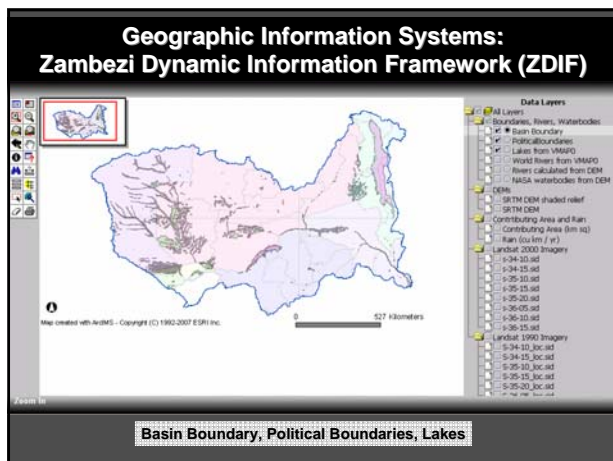 Geographic Information Systems:
Zambezi Dynamic Information Framework (ZDIF)
Data Layers
All Layers
Boundaries, Rivers, Waterbodies
Basin Boundary
PoliticalBoundaries
Lakes from VMAP0
World Rivers from VMAP0
Rivers calculated from DEM
NASA waterbodies from DEM
DEMs
SRTM DEM shaded relief
SRTM DEM
Contrtibuting Area and Rain
Contributing Area (km sq)
Rain (cu km / yr)
Landsat 2000 Imagery
s-34-10.sid
s-34-15.sid
s-35-10.sid
s-35-15.sid
s-35-20.sid
s-36-05.sid
s-36-10.sid
s-36-15.sid
Landsat 1990 Imagery
S-34-10_loc.sid
S-34-15_loc.sid
S-35-10_loc.sid
S-35-15_loc.sid
S-35-20_loc.sid
S-36-05_loc.sid
Map created with ArcIMS - Copyright (C) 1992-2007 ESRI Inc.
0 527 Kilometers
Zoom In
Basin Boundary, Political Boundaries, Lakes